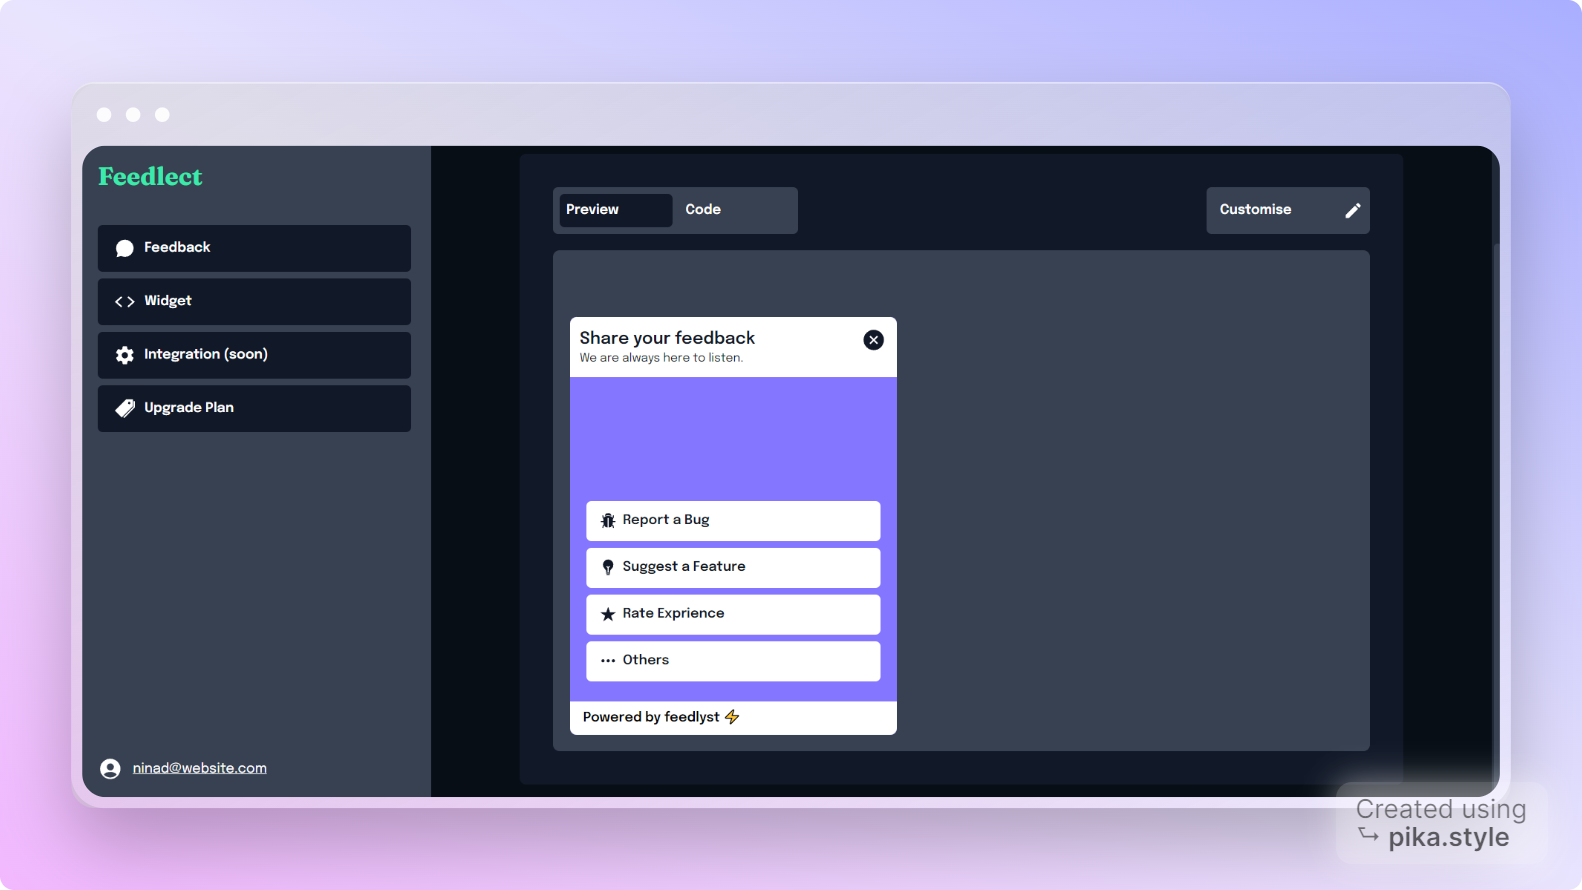 Feedlect
Feedback
Widget
Integration (soon)
Upgrade Plan
ninad@website.com
Preview
Code
Customise
Share your feedback
We are always here to listen.
Report a Bug
Suggest a Feature
Rate Exprience
Others
Powered by feedlyst⚡
Created using
pika.style